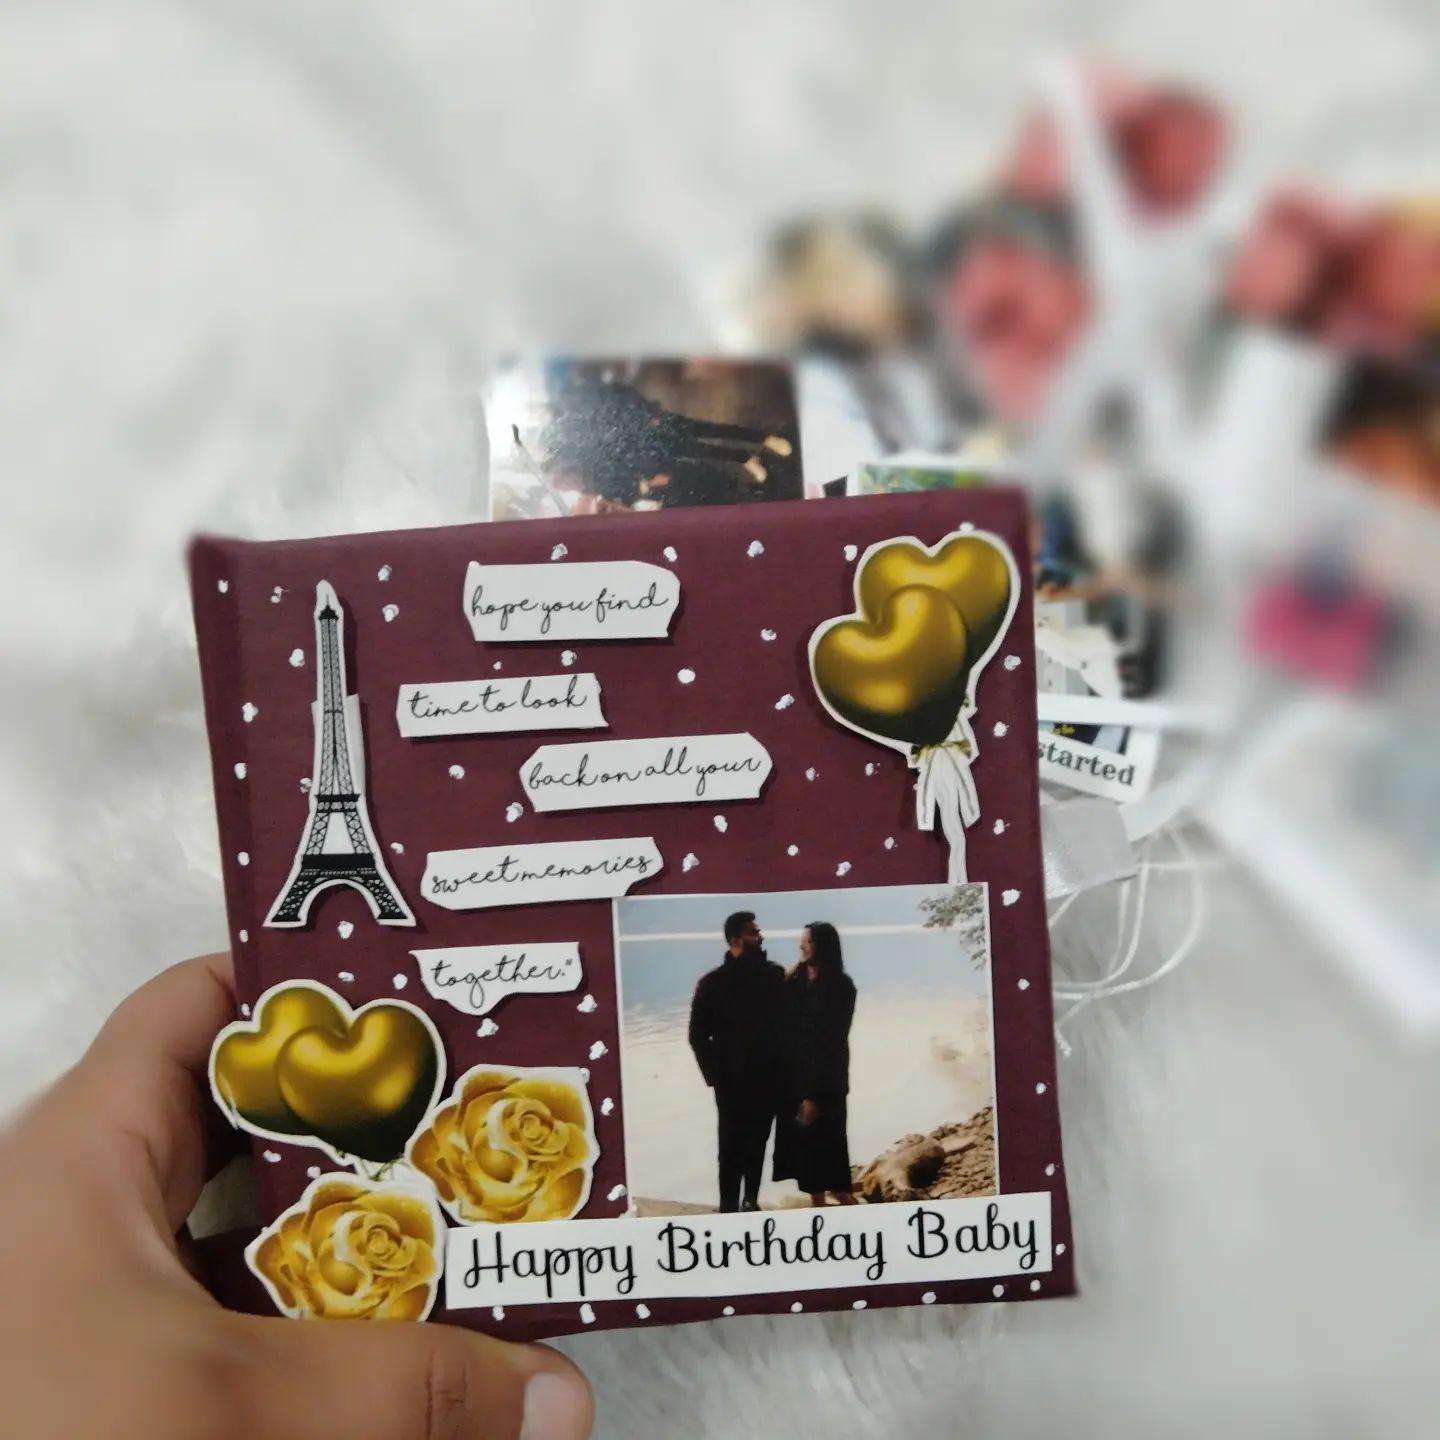 hope you find
time to look
back on all your
sweet memories
together."
Happy Birthday Baby
started